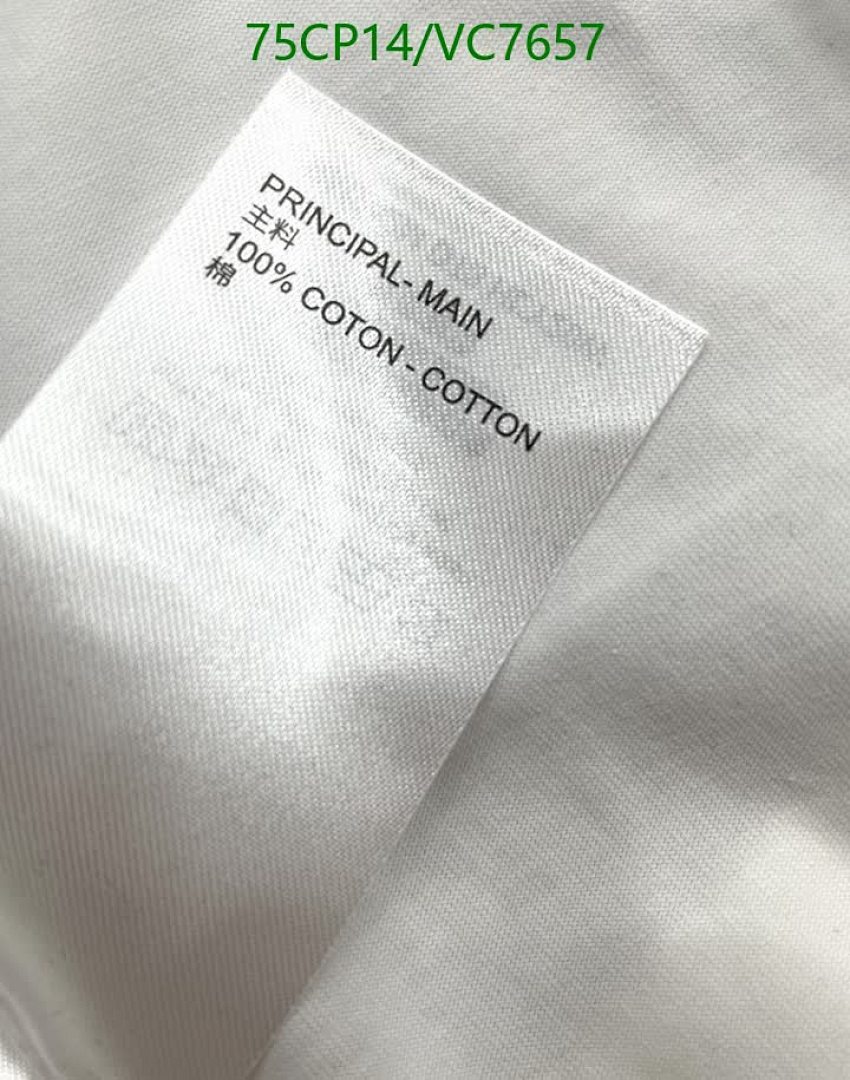 75CP14/VC7657
PRINCIPAL- MAIN
主料
100% COTON - COTTON
棉